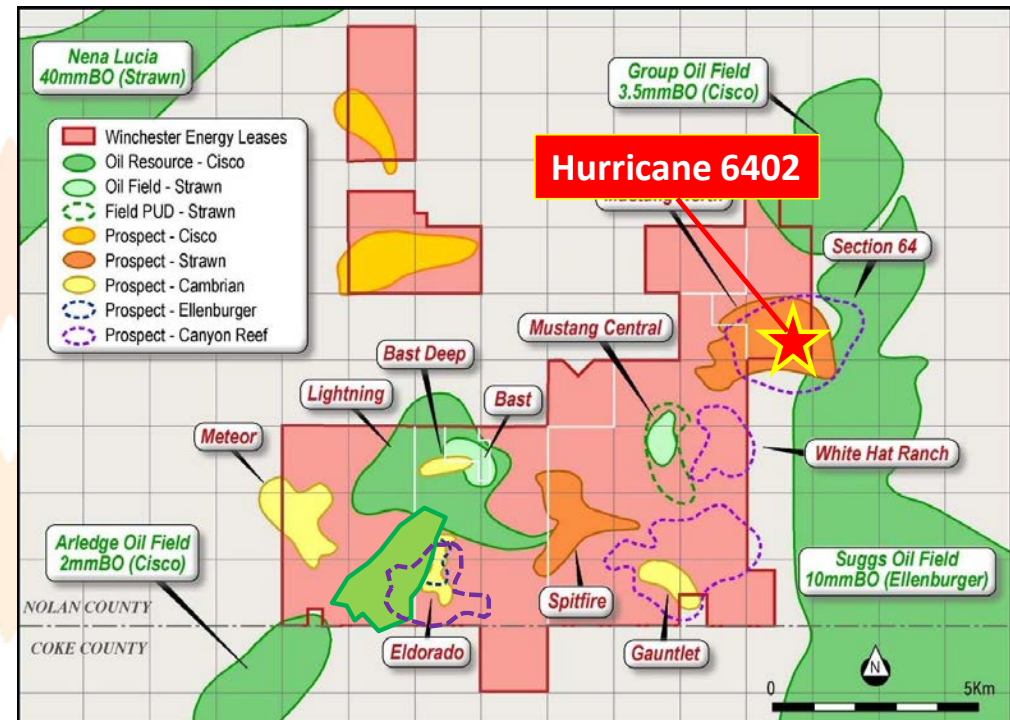 Nena Lucia
40mmBO (Strawn)
Group Oil Field
3.5mmBO (Cisco)
Winchester Energy Leases
Oil Resource - Cisco
Oil Field - Strawn
Field PUD - Strawn
Prospect - Cisco
Prospect - Strawn
Prospect - Cambrian
Prospect - Ellenburger
Prospect - Canyon Reef
Hurricane 6402
Section 64
Mustang Central
Bast Deep
Lightning
Bast
Meteor
White Hat Ranch
Arledge Oil Field
2mmBO (Cisco)
Suggs Oil Field
10mmBO (Ellenburger)
NOLAN COUNTY
COKE COUNTY
Spitfire
Eldorado
Gauntlet
N
0
5Km